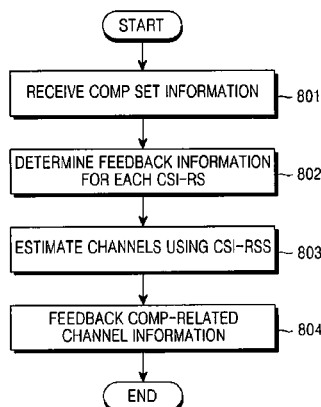 START
RECEIVE COMP SET INFORMATION
801
DETERMINE FEEDBACK INFORMATION
FOR EACH CSI-RS
802
ESTIMATE CHANNELS USING CSI-RSS
803
FEEDBACK COMP-RELATED
CHANNEL INFORMATION
804
END